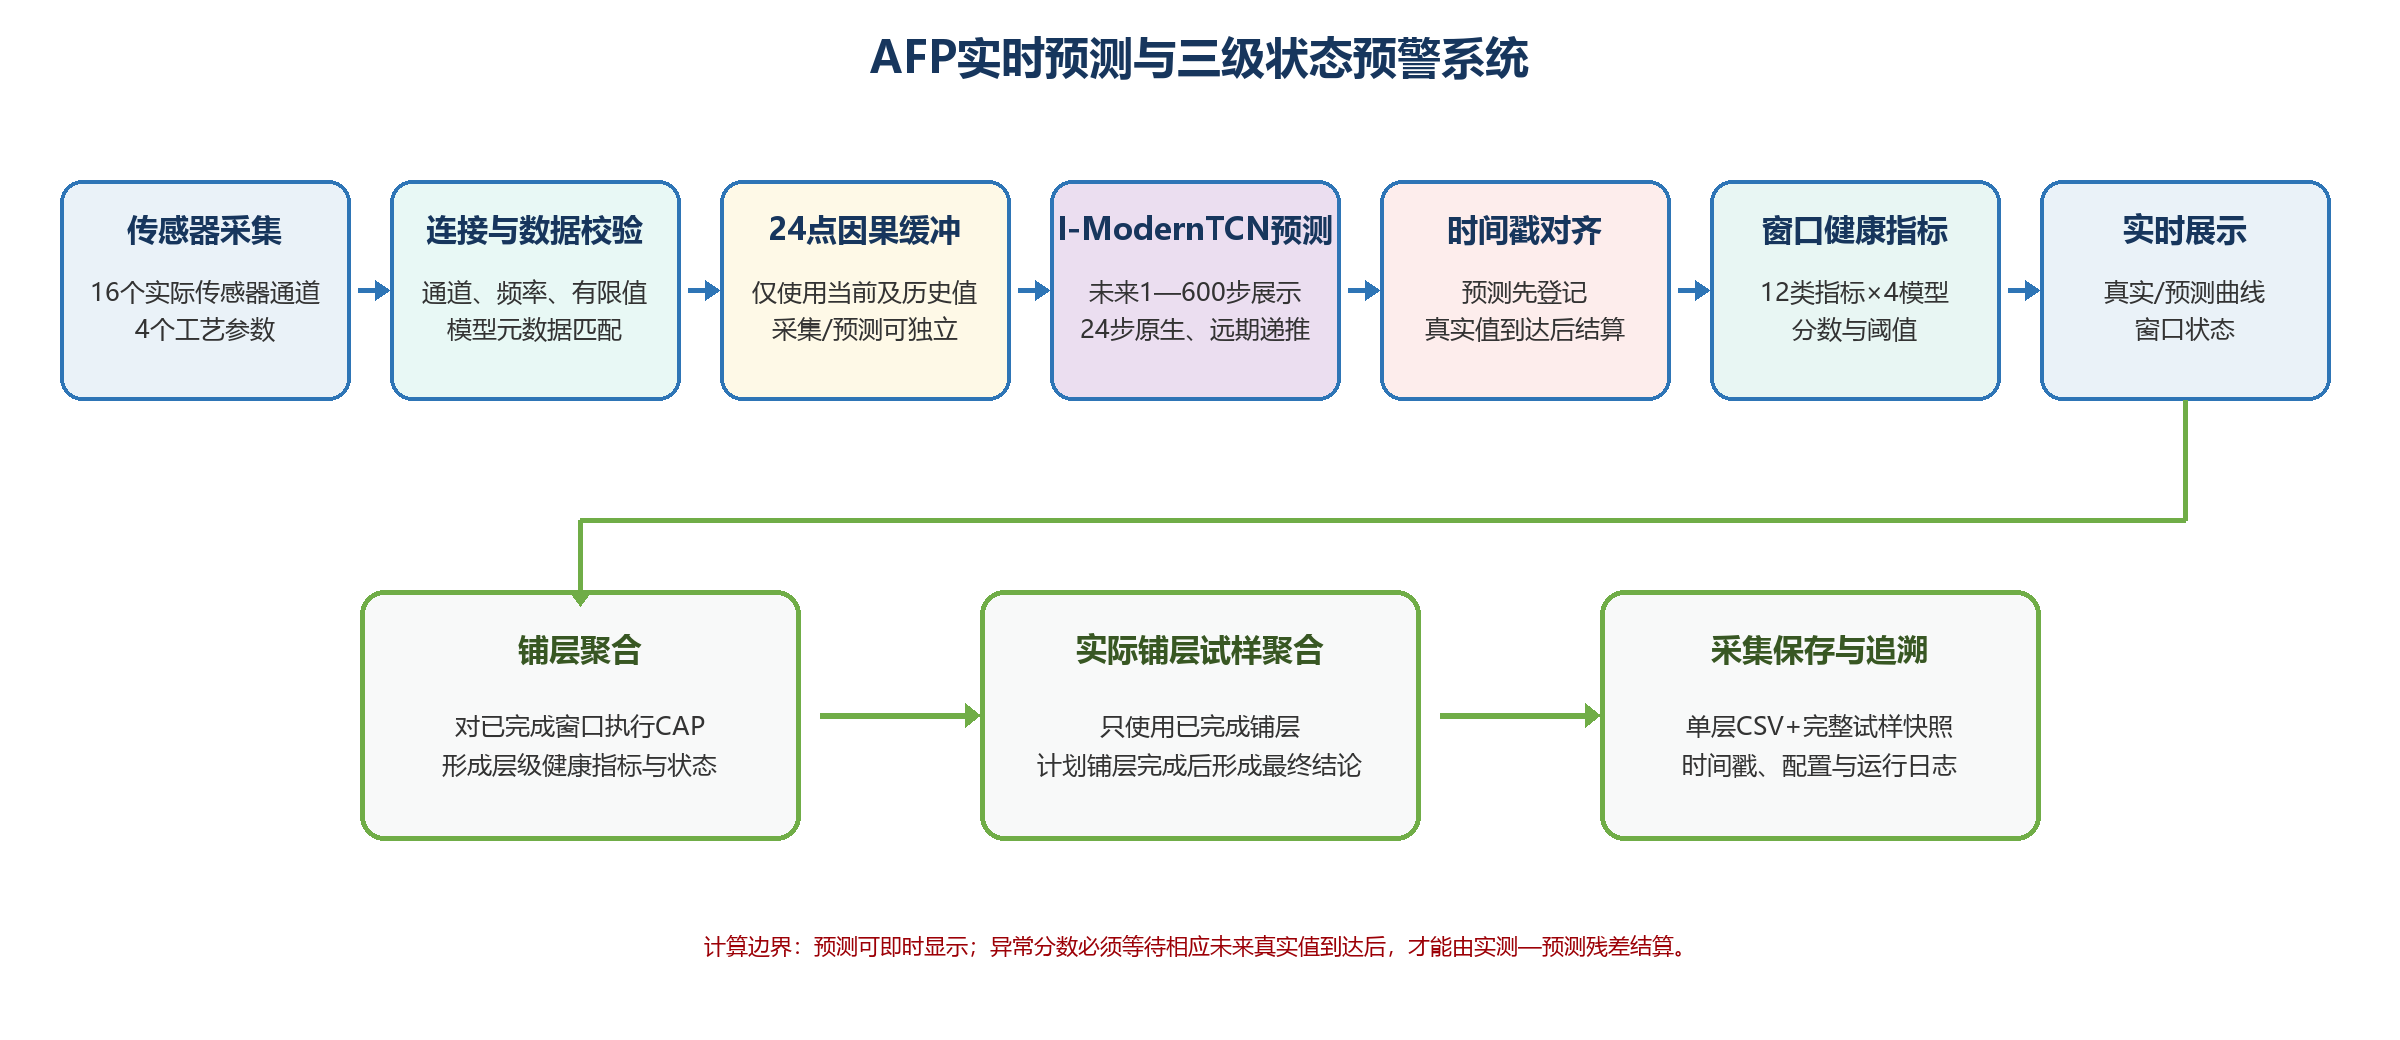 AFP实时预测与三级状态预警系统
传感器采集
16个实际传感器通道
4个工艺参数
连接与数据校验
通道、频率、有限值
模型元数据匹配
24点因果缓冲
仅使用当前及历史值
采集/预测可独立
I-ModernTCN预测
未来1—600步展示
24步原生、远期递推
时间戳对齐
预测先登记
真实值到达后结算
窗口健康指标
12类指标×4模型
分数与阈值
实时展示
真实/预测曲线
窗口状态
铺层聚合
对已完成窗口执行CAP
形成层级健康指标与状态
实际铺层试样聚合
只使用已完成铺层
计划铺层完成后形成最终结论
采集保存与追溯
单层CSV+完整试样快照
时间戳、配置与运行日志
计算边界：预测可即时显示；异常分数必须等待相应未来真实值到达后，才能由实测—预测残差结算。